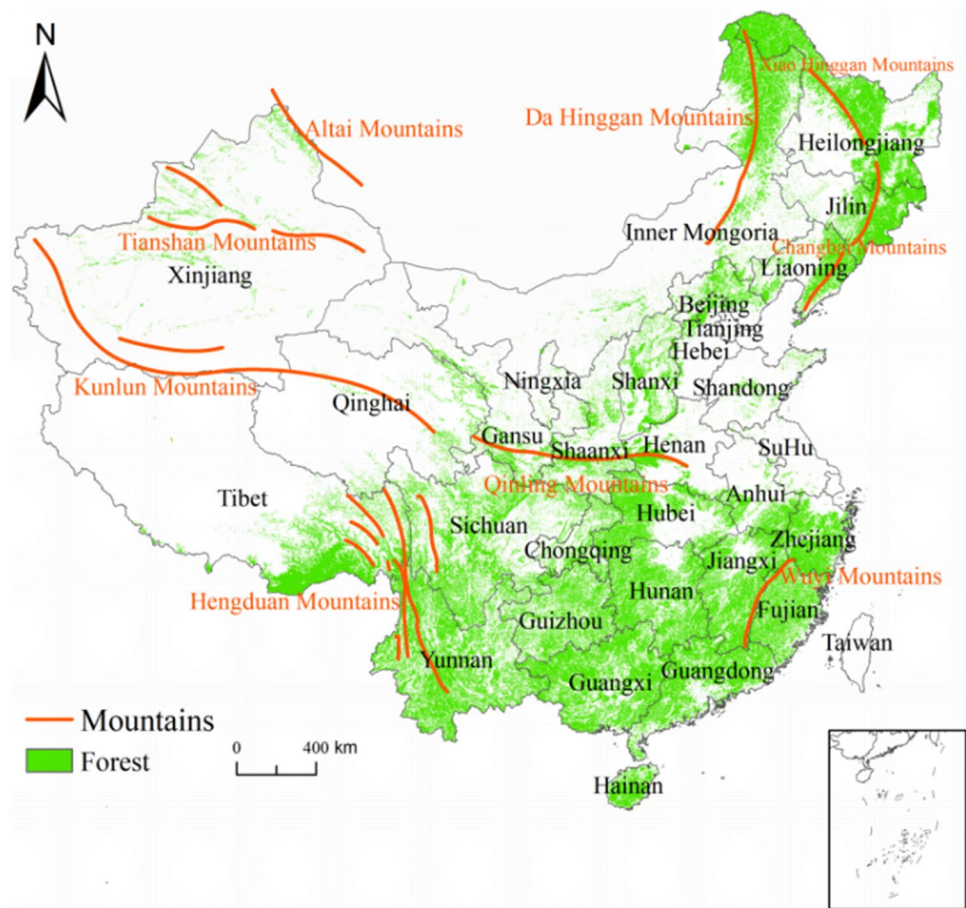 N
Xiao Hinggan Mountains
Altai Mountains
Da Hinggan Mountains
Heilongjiang
Jilin
Inner Mongoria
Tianshan Mountains
Changbai Mountains
Xinjiang
Liaoning
Beijing
Tianjing
Hebei
Kunlun Mountains
Ningxia
Shanxi
Shandong
Qinghai
Gansu
Shaanxi
Henan
SuHu
Qinling Mountains
Tibet
Anhui
Sichuan
Hubei
Zhejiang
Chongqing
Jiangxi
Wuyi Mountains
Hunan
Hengduan Mountains
Fujian
Guizhou
Taiwan
Yunnan
Guangdong
Guangxi
Mountains
0 400 km
Forest
Hainan